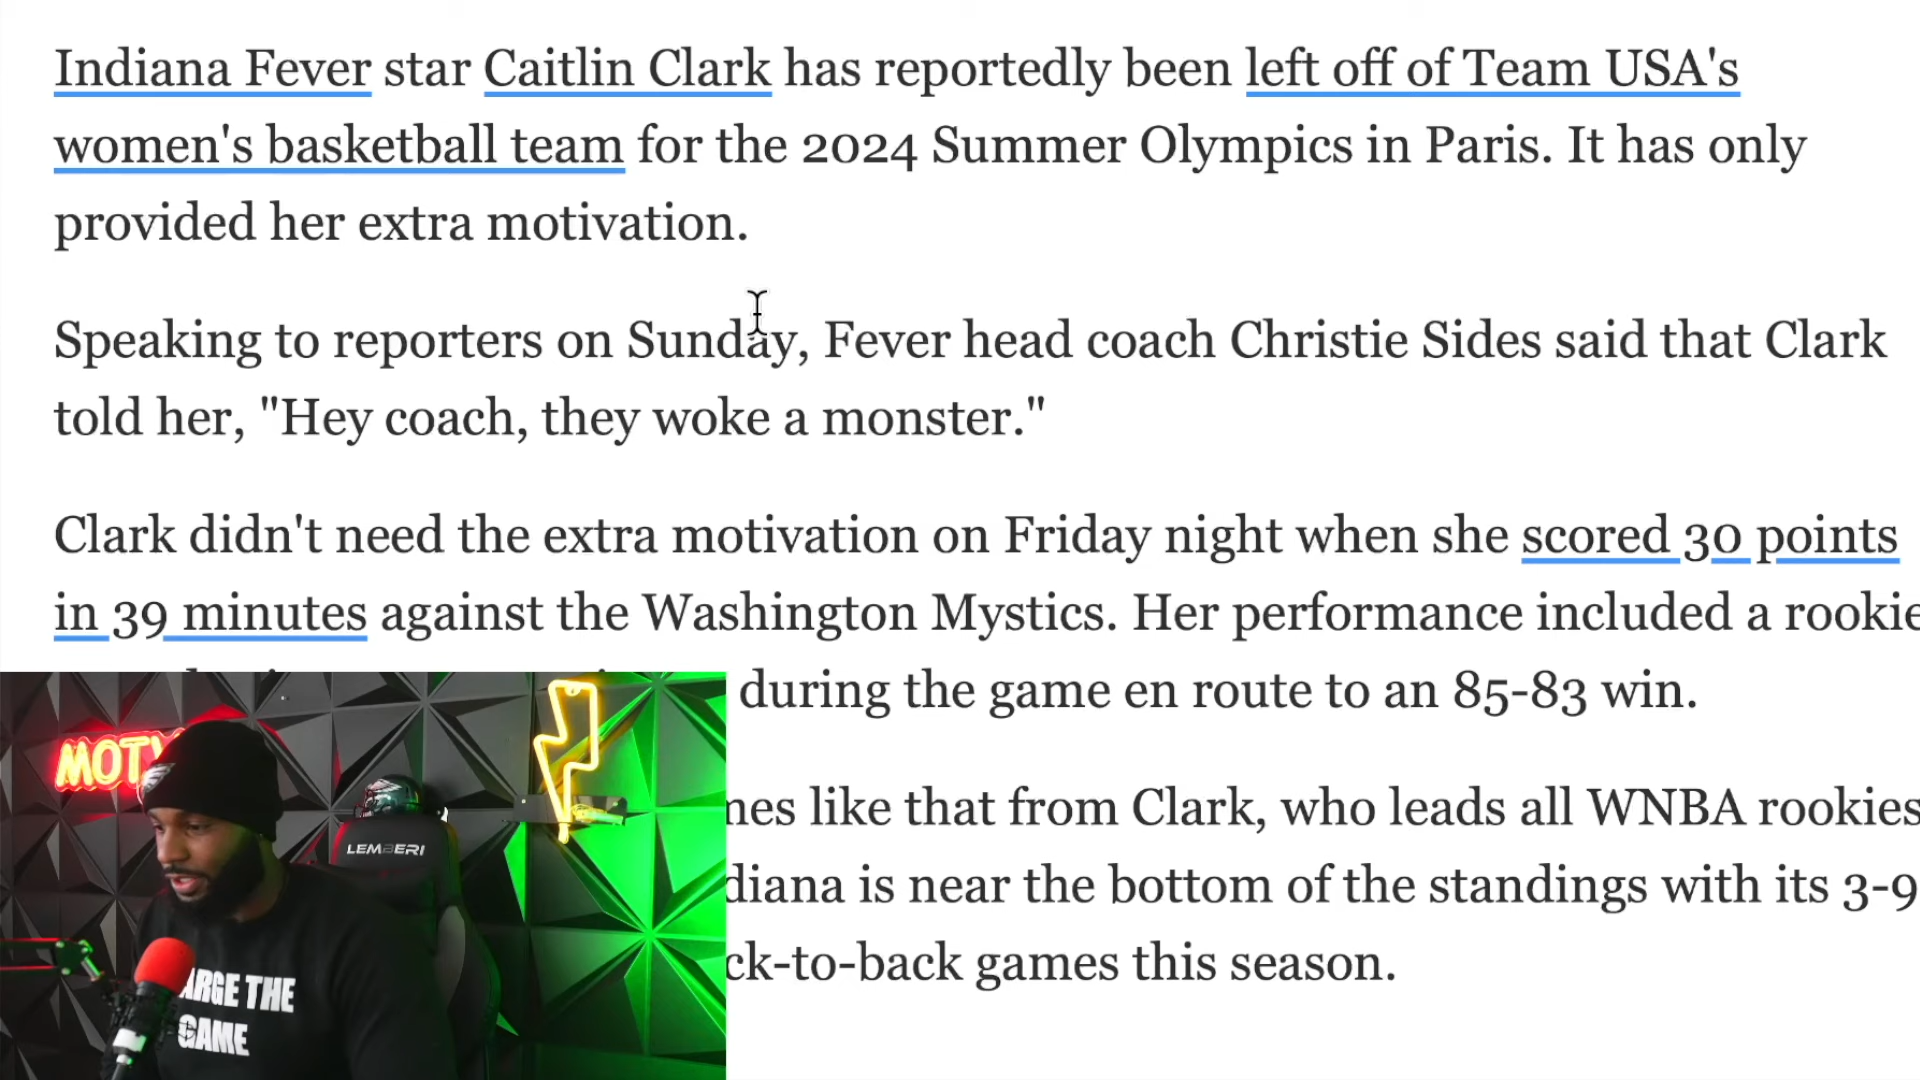 Indiana Fever star Caitlin Clark has reportedly been left off of Team USA's
women's basketball team for the 2024 Summer Olympics in Paris. It has only
provided her extra motivation.
Speaking to reporters on Sunday, Fever head coach Christie Sides said that Clark
told her, "Hey coach, they woke a monster."
Clark didn't need the extra motivation on Friday night when she scored 30 points
in 39 minutes against the Washington Mystics. Her performance included a rookie
during the game en route to an 85-83 win.
like that from Clark, who leads all WNBA rookies
is near the bottom of the standings with its 3-9
games this season.
LEMBERI
THE
GAME